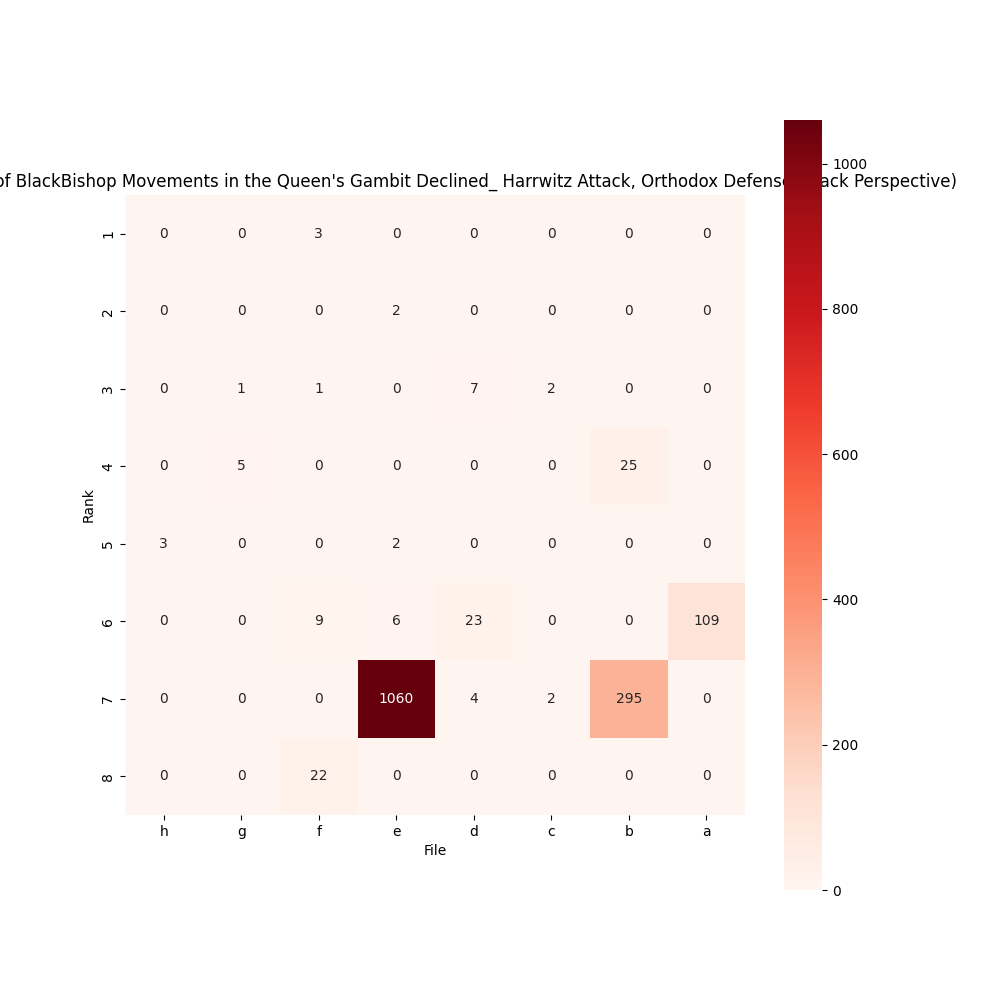 of BlackBishop Movements in the Queen's Gambit Declined_ Harrwitz Attack, Orthodox Defense Perspective)
1 0 0 3 0 0 0 0 0
2 0 0 0 2 0 0 0 0
3 0 1 1 0 7 2 0 0
4 0 5 0 0 0 0 25 0
Rank
5 3 0 0 2 0 0 0 0
6 0 0 9 6 23 0 0 109
7 0 0 0 1060 4 2 295 0
8 0 0 22 0 0 0 0 0
h g f e d c b a
File
1000
800
600
400
200
0